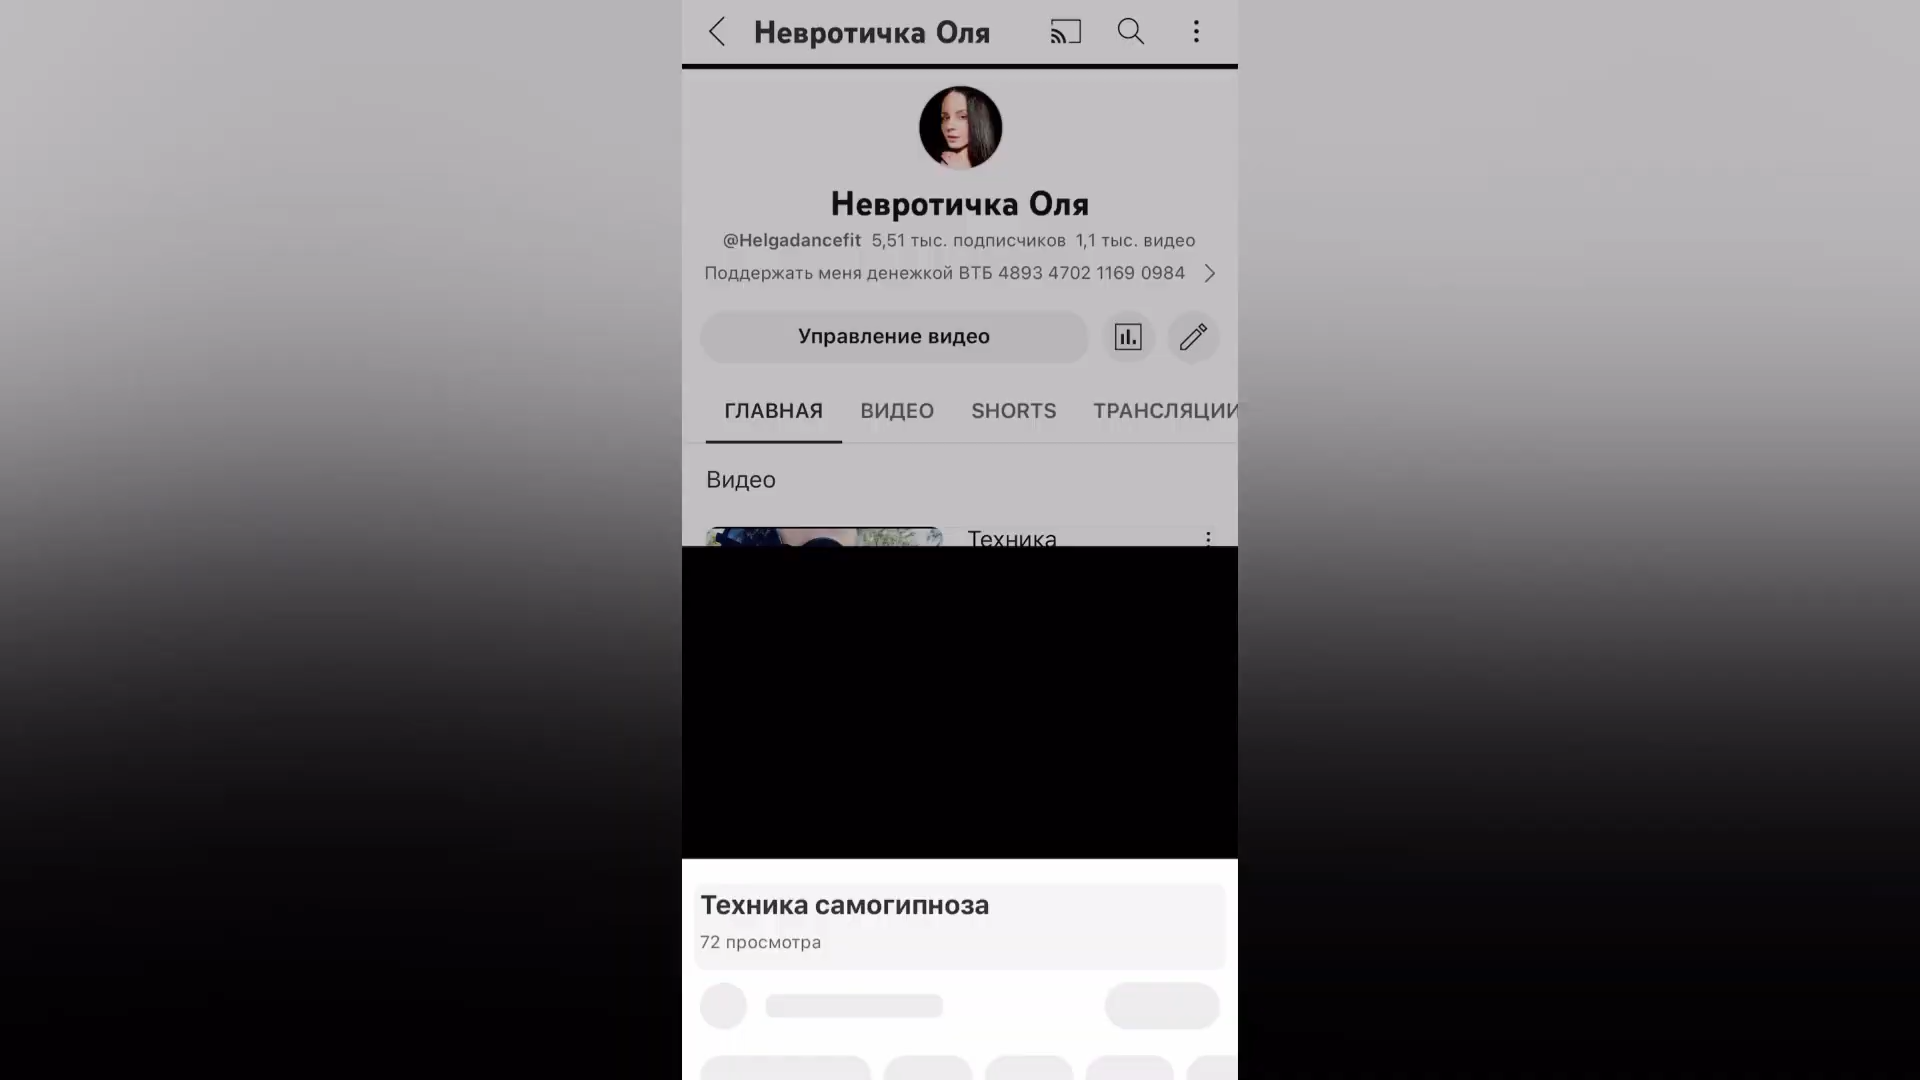 Невротичка Оля
Невротичка Оля
@Helgadancefit 5,51 тыс. подписчиков 1,1 тыс. видео
Поддержать меня денежкой ВТБ 4893 4702 1169 0984
Управление видео
ГЛАВНАЯ ВИДЕО SHORTS ТРАНСЛЯЦИИ
Видео
Техника
Техника самогипноза
72 просмотра